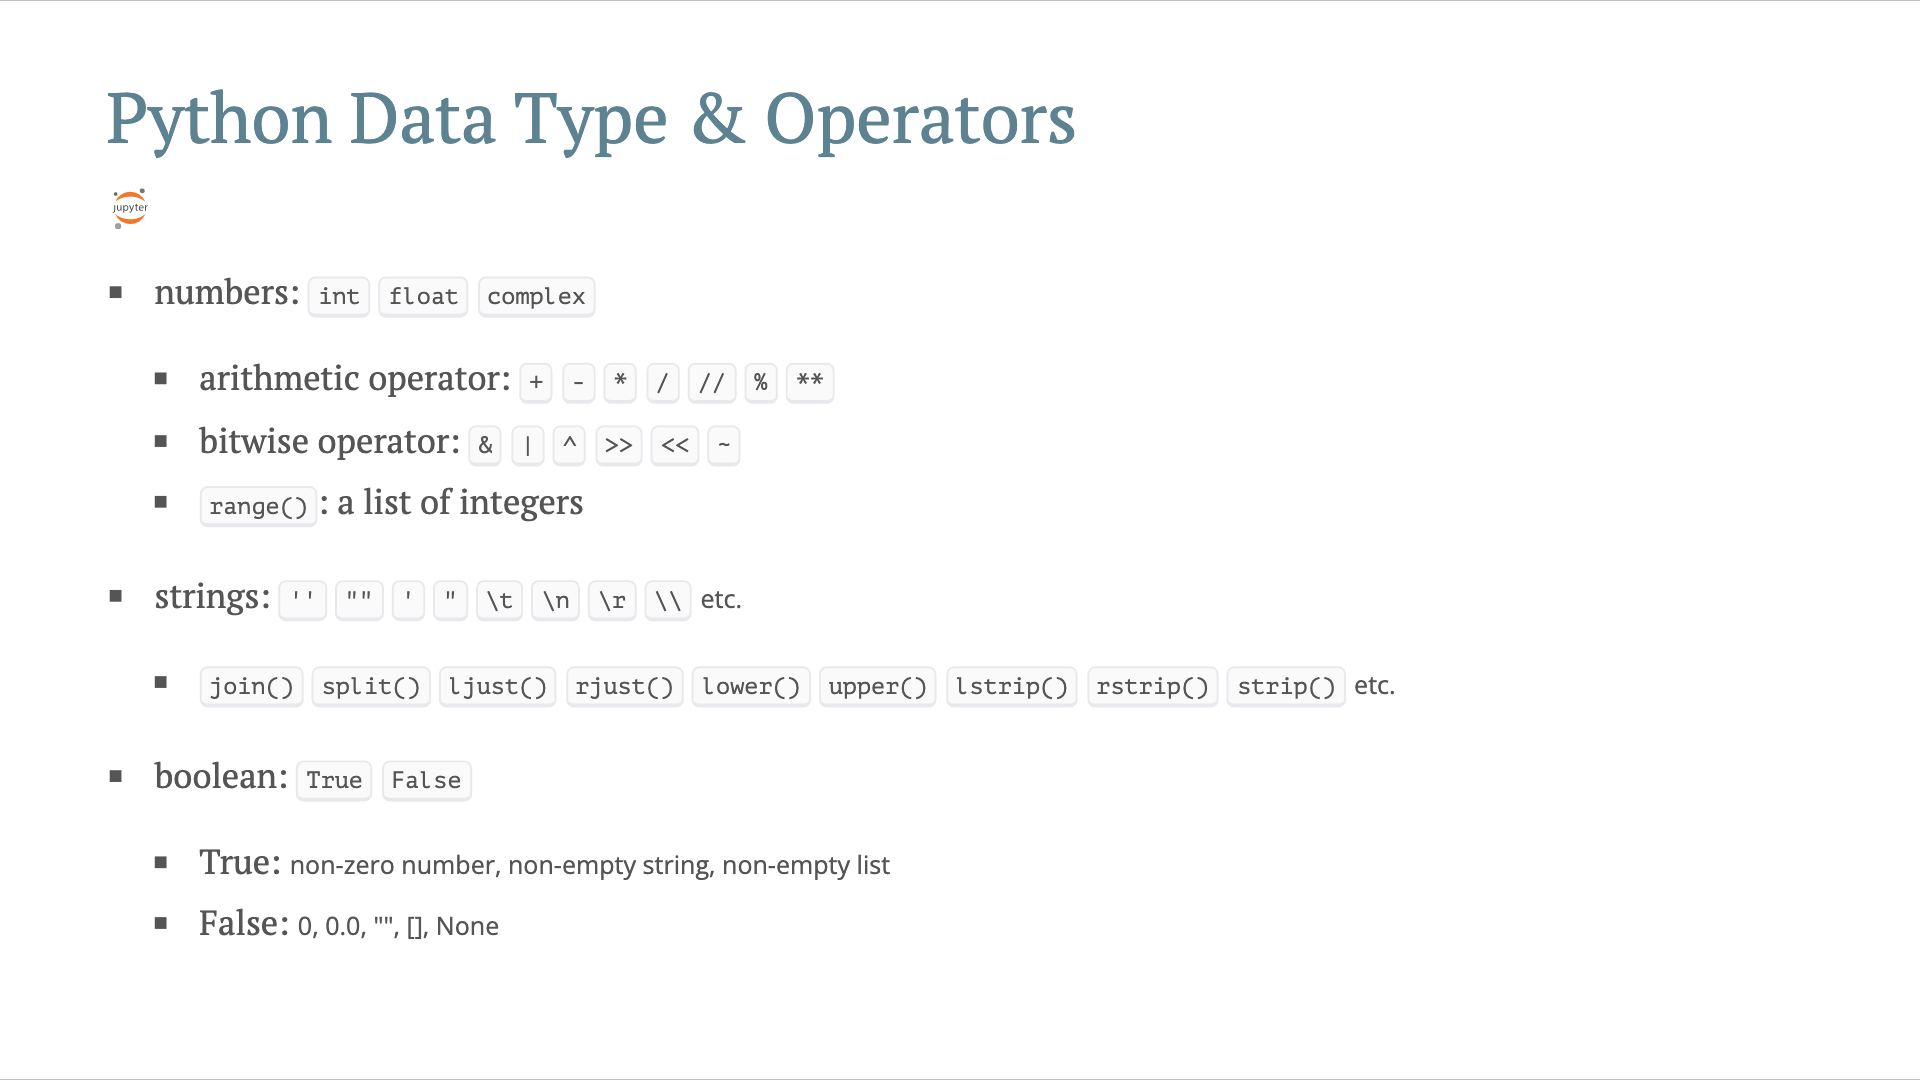 Python Data Type & Operators
jupyter
▪ numbers: int float complex
▪ arithmetic operator: + - * / // % **
▪ bitwise operator: & | ^ >> << ~
▪ range() : a list of integers
▪ strings: '' "" ' " \t \n \r \\ etc.
▪ join() split() ljust() rjust() lower() upper() lstrip() rstrip() strip() etc.
▪ boolean: True False
▪ True: non-zero number, non-empty string, non-empty list
▪ False: 0, 0.0, "", [], None